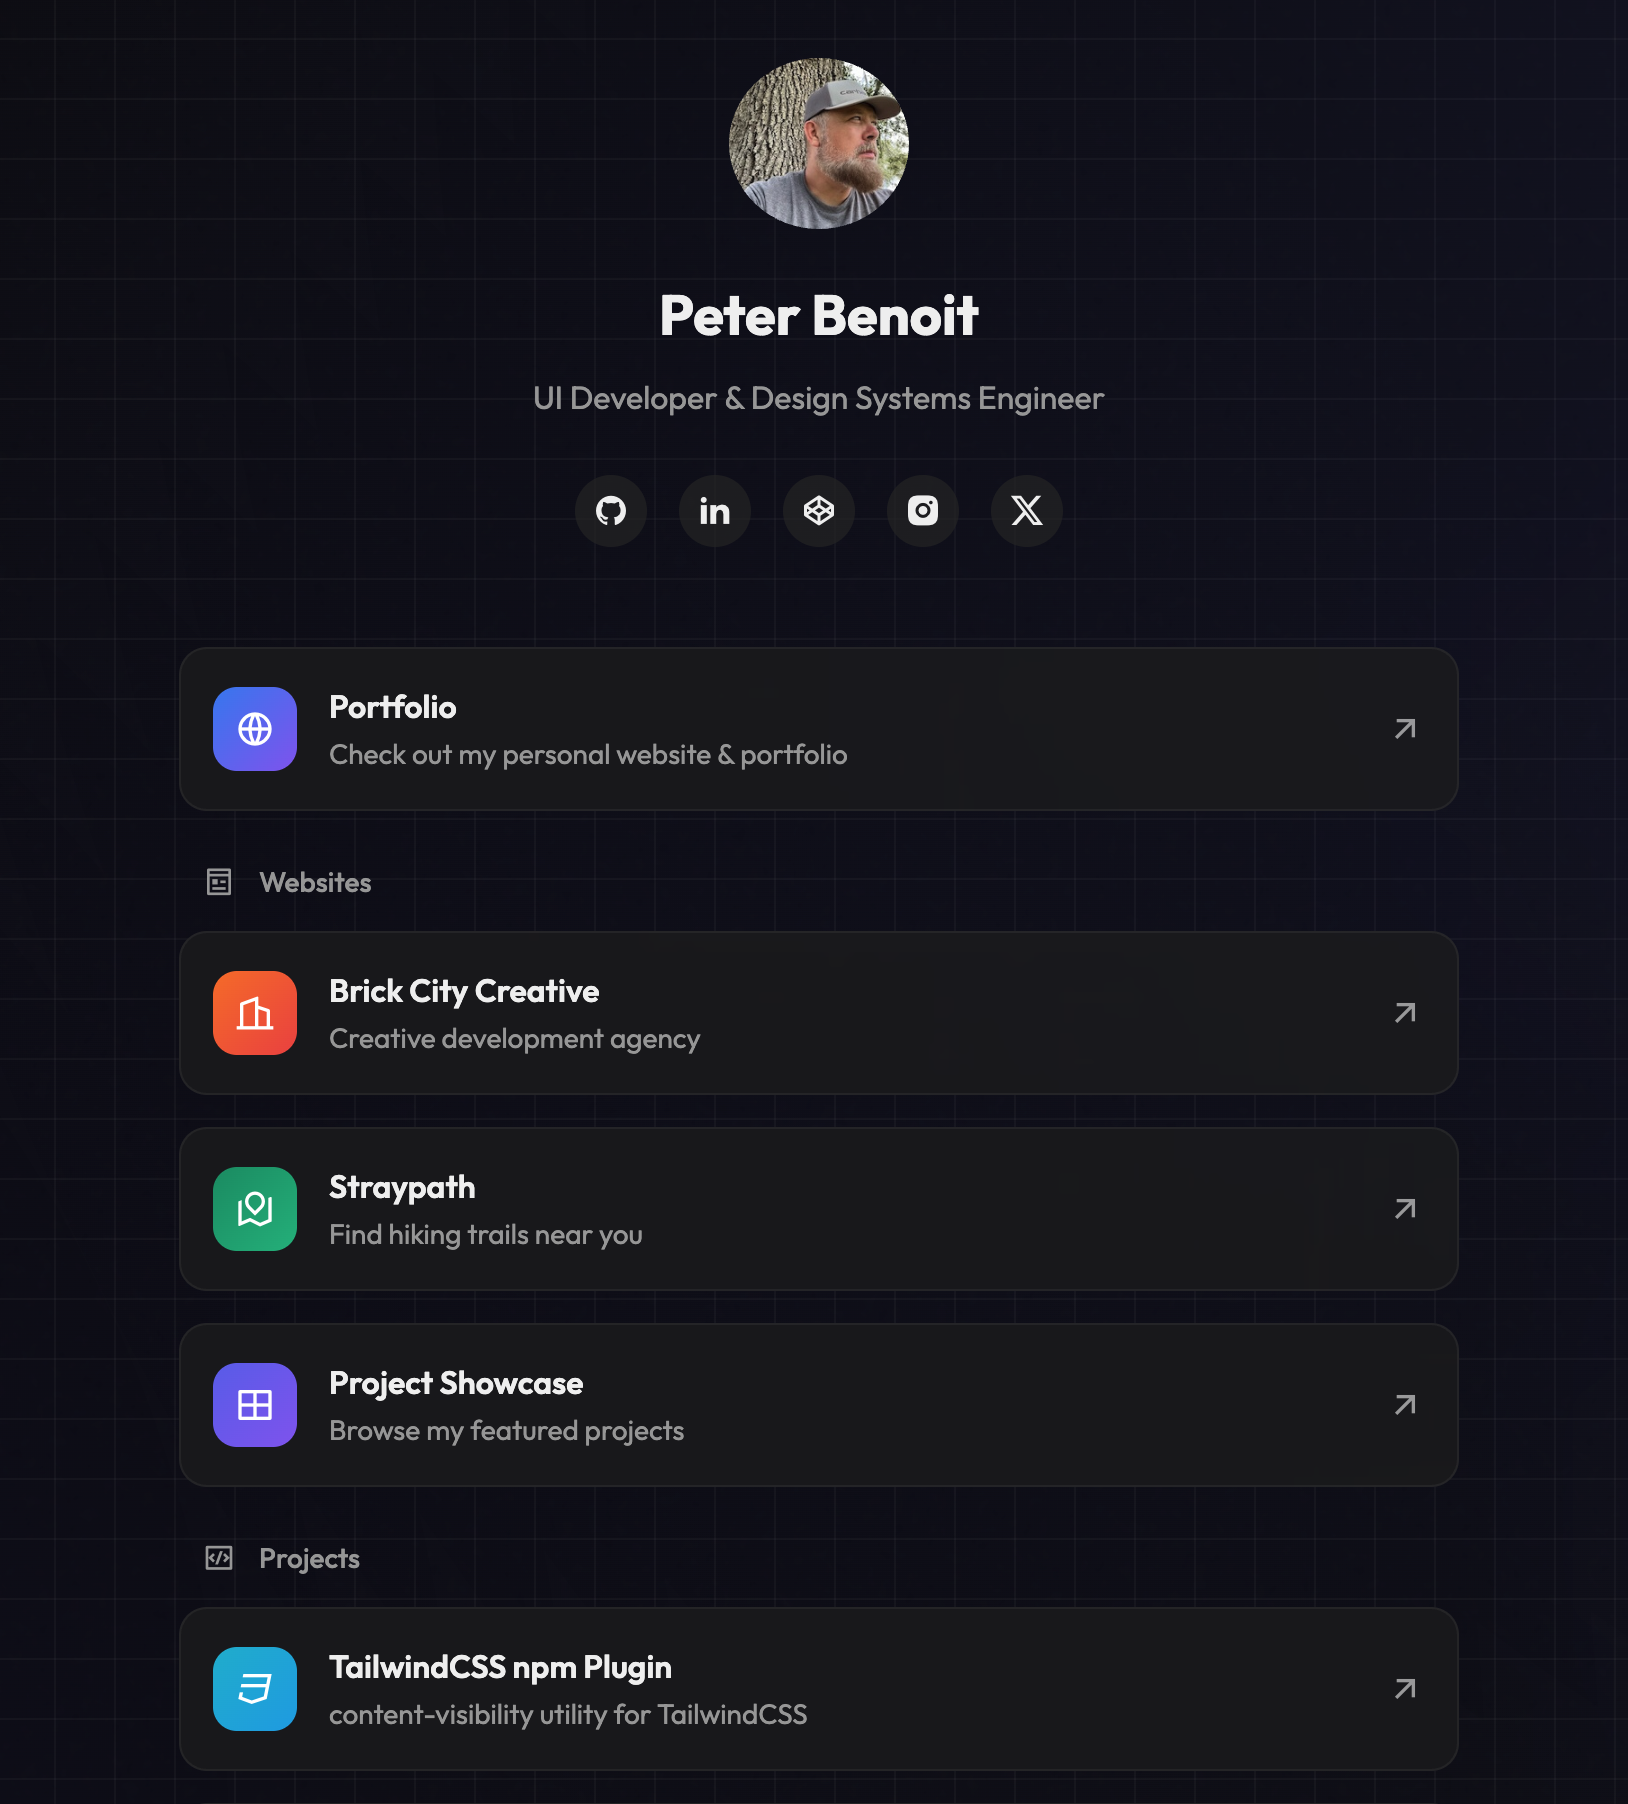 Peter Benoit
UI Developer & Design Systems Engineer
Portfolio
Check out my personal website & portfolio
Websites
Brick City Creative
Creative development agency
Straypath
Find hiking trails near you
Project Showcase
Browse my featured projects
Projects
TailwindCSS npm Plugin
content-visibility utility for TailwindCSS